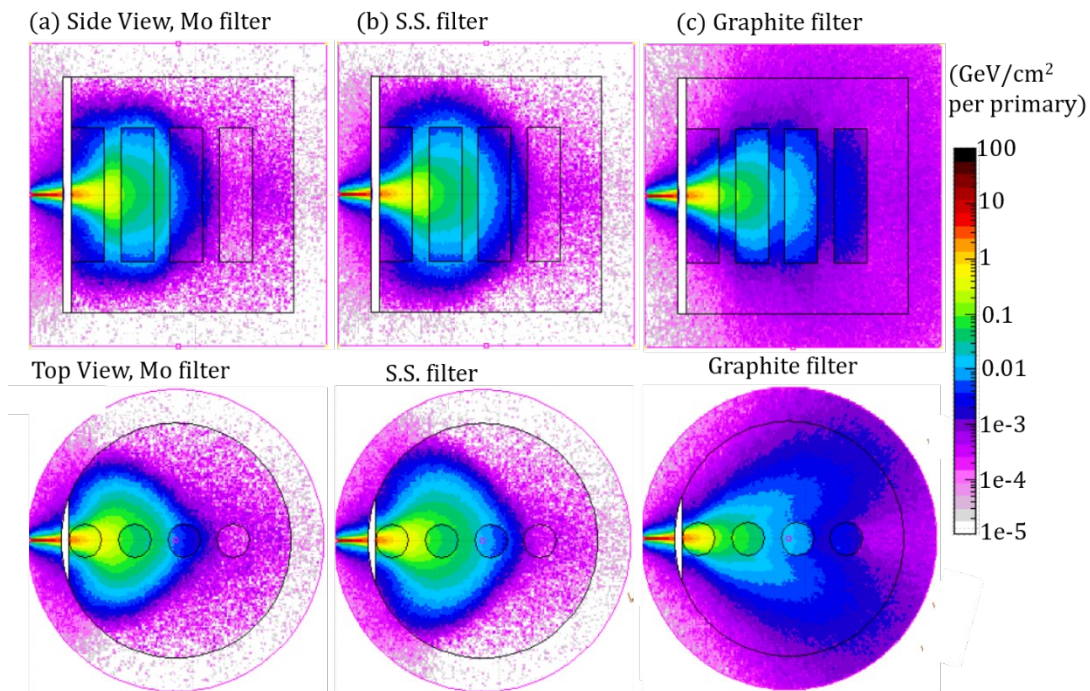 (a) Side View, Mo filter
(b) S.S. filter
(c) Graphite filter
(GeV/cm²
per primary)
100
10
1
0.1
0.01
1e-3
1e-4
1e-5
Top View, Mo filter
S.S. filter
Graphite filter